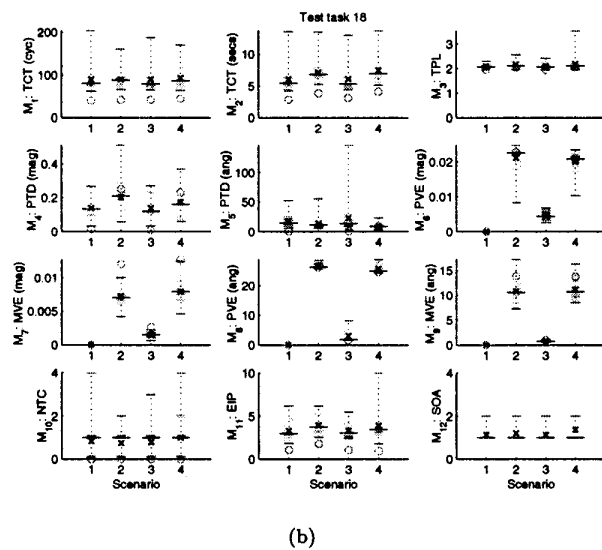 Test task 18
M1: TCT (cyc)
200
100
0
1 2 3 4
M2: TCT (secs)
10
5
0
1 2 3 4
M3: TPL
3
2
1
0
1 2 3 4
M4: PTD (mag)
0.4
0.2
0
1 2 3 4
M5: PTD (ang)
100
50
0
1 2 3 4
M6: PVE (mag)
0.02
0.01
0
1 2 3 4
M7: MVE (mag)
0.01
0.005
0
1 2 3 4
M8: PVE (ang)
20
0
1 2 3 4
M9: MVE (ang)
15
10
5
0
1 2 3 4
M10: NTC
4
2
0
1 2 3 4
Scenario
M11: EIP
10
5
0
1 2 3 4
Scenario
M12: SOA
4
2
0
1 2 3 4
Scenario
(b)